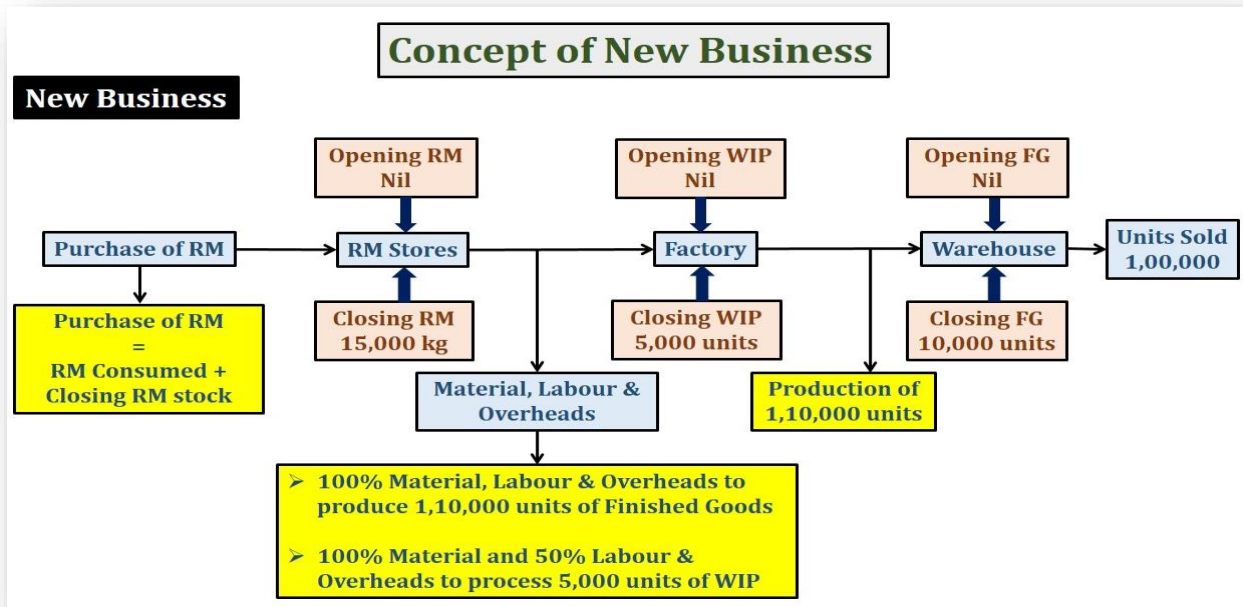 Concept of New Business
New Business
Opening RM
Nil
Opening WIP
Nil
Opening FG
Nil
Purchase of RM
RM Stores
Factory
Warehouse
Units Sold
1,00,000
Purchase of RM
=
RM Consumed +
Closing RM stock
Closing RM
15,000 kg
Closing WIP
5,000 units
Closing FG
10,000 units
Material, Labour &
Overheads
Production of
1,10,000 units
➢ 100% Material, Labour & Overheads to
produce 1,10,000 units of Finished Goods
➢ 100% Material and 50% Labour &
Overheads to process 5,000 units of WIP